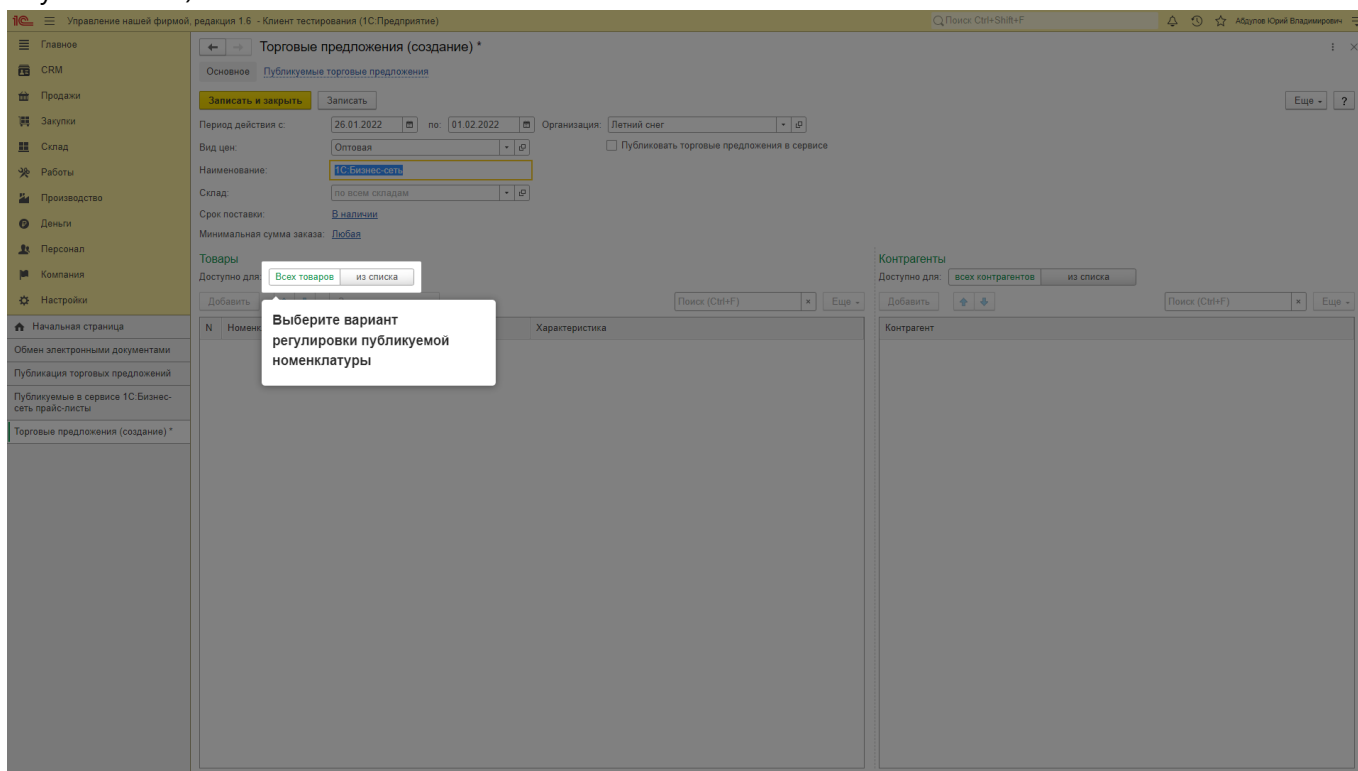 1С Управление нашей фирмой, редакция 1.6 - Клиент тестирования (1С:Предприятие) Поиск Ctrl+Shift+F Абдулов Юрий Владимирович
Главное
CRM
Продажи
Закупки
Склад
Работы
Производство
Деньги
Персонал
Компания
Настройки
Начальная страница
Обмен электронными документами
Публикация торговых предложений
Публикуемые в сервисе 1С:Бизнес-
сеть прайс-листы
Торговые предложения (создание) *
Торговые предложения (создание) *
Основное Публикуемые торговые предложения
Записать и закрыть Записать Еще ?
Период действия с: 26.01.2022 по: 01.02.2022 Организация: Летний снег
Вид цен: Оптовая Публиковать торговые предложения в сервисе
Наименование: 1С:Бизнес-сеть
Склад: по всем складам
Срок поставки: В наличии
Минимальная сумма заказа: Любая
Товары
Доступно для: Всех товаров из списка
Добавить Поиск (Ctrl+F) × Еще
N Номенк Характеристика
Выберите вариант
регулировки публикуемой
номенклатуры
Контрагенты
Доступно для: всех контрагентов из списка
Добавить Поиск (Ctrl+F) × Еще
Контрагент